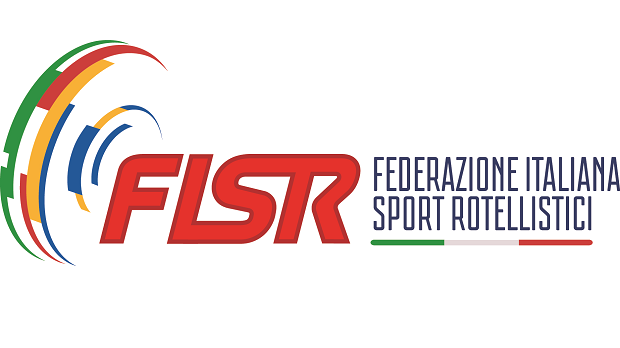 FISR
FEDERAZIONE ITALIANA
SPORT ROTELLISTICI